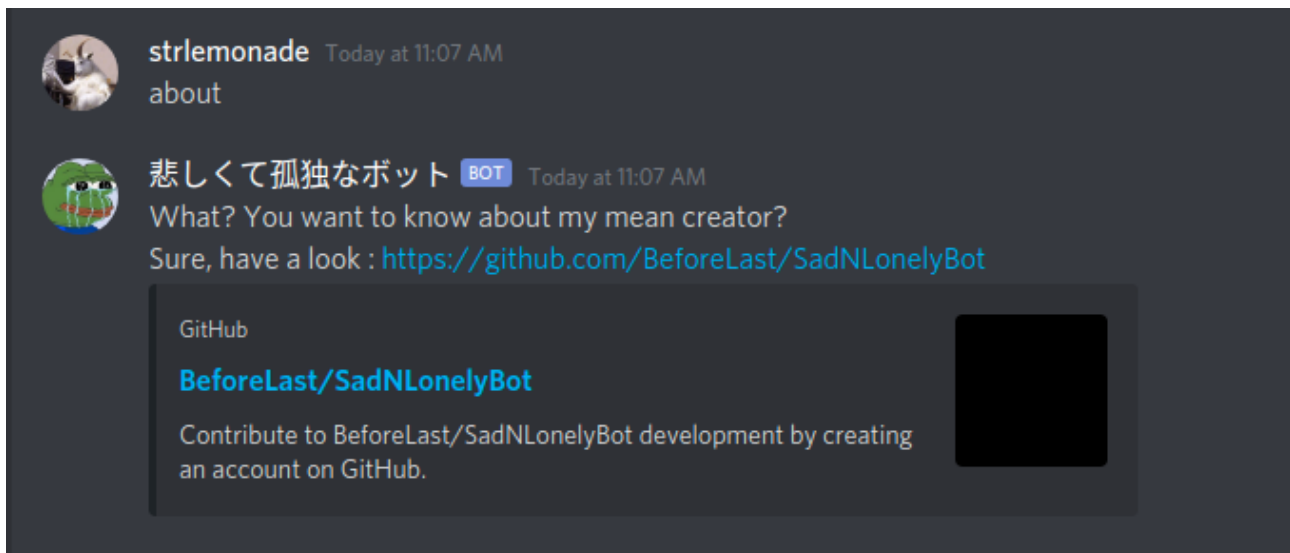 strlemonade Today at 11:07 AM
about
悲しくて孤独なボット BOT Today at 11:07 AM
What? You want to know about my mean creator?
Sure, have a look : https://github.com/BeforeLast/SadNLonelyBot
GitHub
BeforeLast/SadNLonelyBot
Contribute to BeforeLast/SadNLonelyBot development by creating
an account on GitHub.